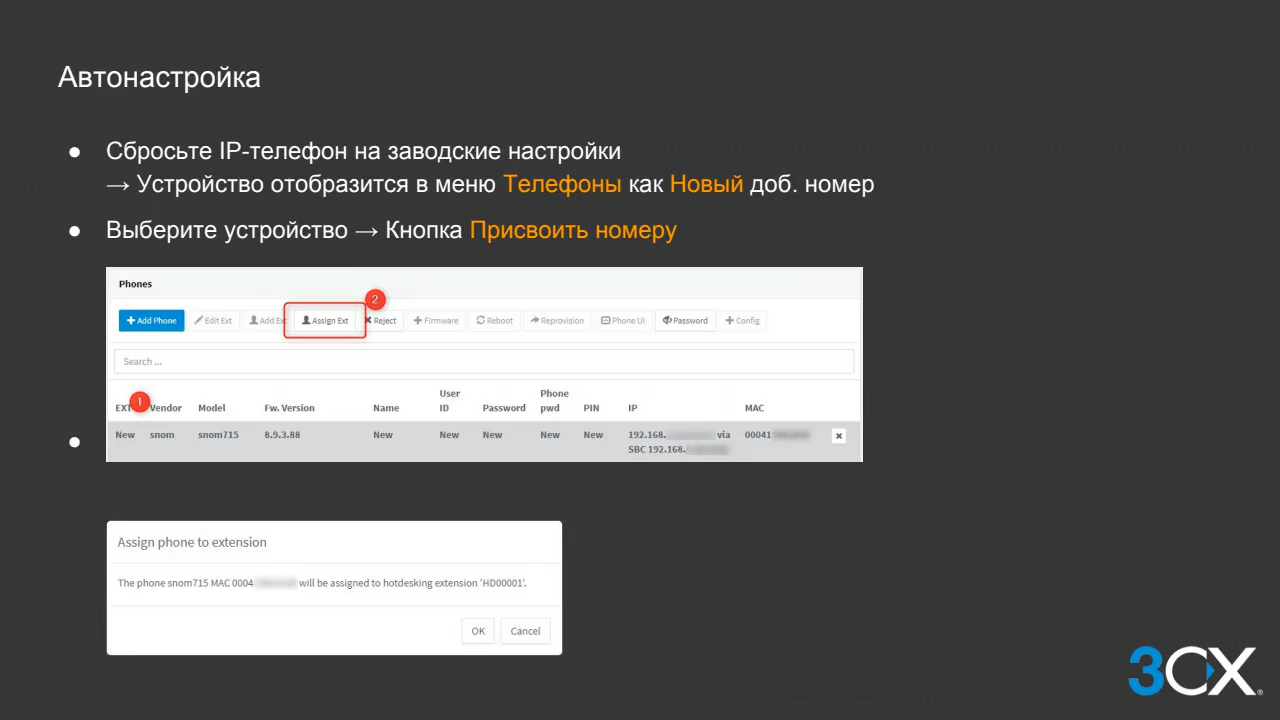 Автонастройка
● Сбросьте IP-телефон на заводские настройки
→ Устройство отобразится в меню Телефоны как Новый доб. номер
● Выберите устройство → Кнопка Присвоить номеру
Phones
2
Add Phone Edit Ext Add Ext Assign Ext Reject Firmware Reboot Reprovision Phone UI Password Config
Search ...
1
EXT Vendor Model Fw. Version Name User ID Password Phone pwd PIN IP MAC
New snom snom715 8.9.3.88 New New New New New 192.168. via 00041
SBC 192.168.
Assign phone to extension
The phone snom715 MAC 0004 will be assigned to hotdesking extension 'HD00001'.
OK Cancel
3CX®